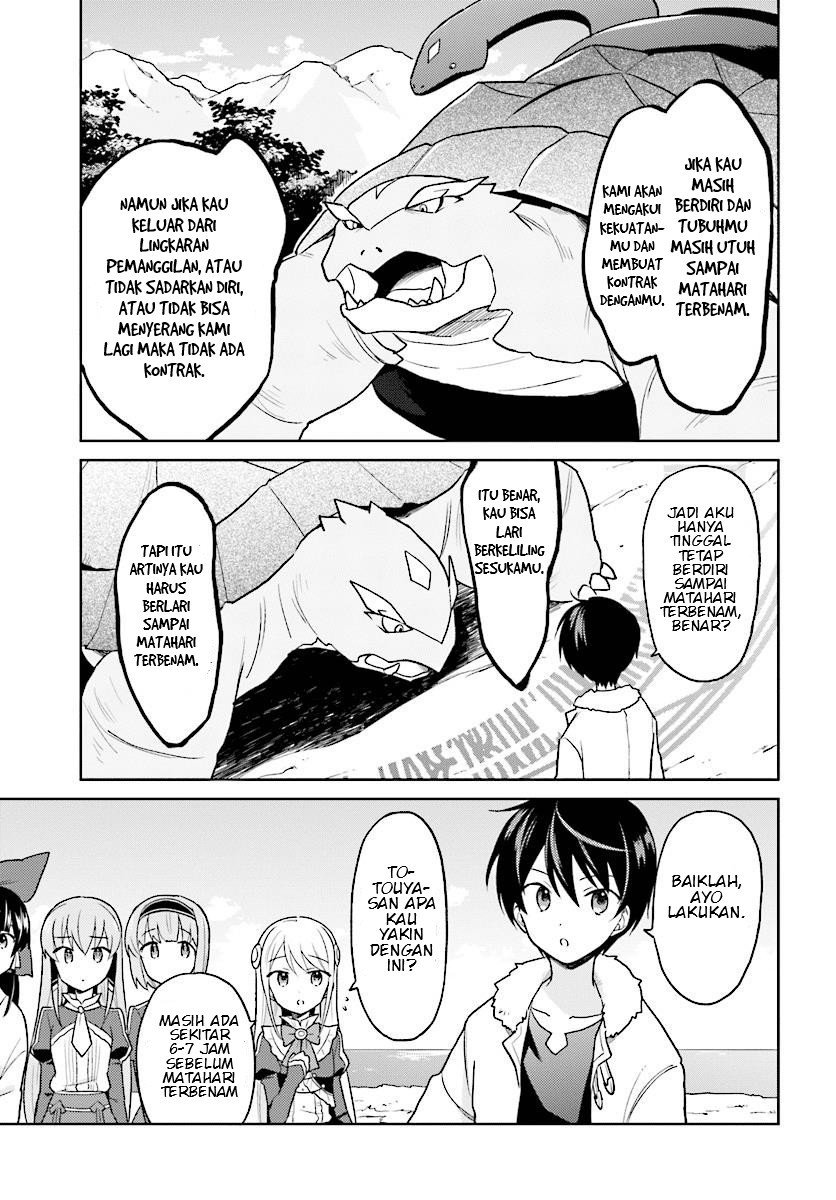 JIKA KAU
MASIH
BERDIRI DAN
TUBUHMU
MASIH UTUH
SAMPAI
MATAHARI
TERBENAM.
KAMI AKAN
MENGAKUI
KEKUATAN-
MU DAN
MEMBUAT
KONTRAK
DENGANMU.
NAMUN JIKA KAU
KELUAR DARI
LINGKARAN
PEMANGGILAN, ATAU
TIDAK SADARKAN DIRI,
ATAU TIDAK BISA
MENYERANG KAMI
LAGI MAKA TIDAK ADA
KONTRAK.
JADI AKU
HANYA
TINGGAL
TETAP
BERDIRI
SAMPAI
MATAHARI
TERBENAM,
BENAR?
ITU BENAR,
KAU BISA
LARI
BERKELILING
SESUKAMU.
TAPI ITU
ARTINYA KAU
HARUS
BERLARI
SAMPAI
MATAHARI
TERBENAM.
BAIKLAH,
AYO
LAKUKAN.
TO-
TOUYA-
SAN APA
KAU
YAKIN
DENGAN
INI?
MASIH ADA
SEKITAR
6-7 JAM
SEBELUM
MATAHARI
TERBENAM